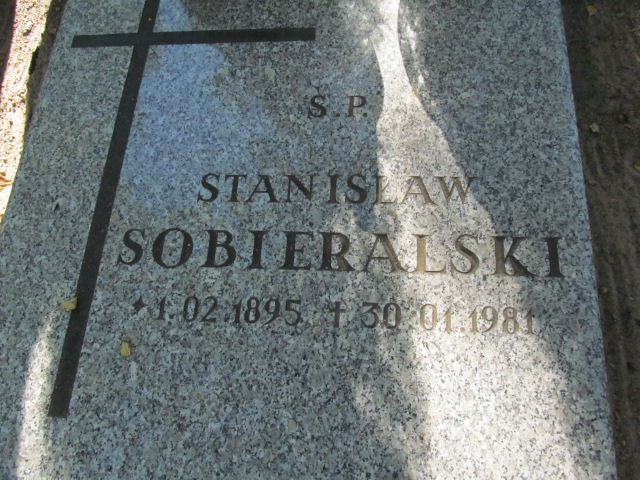 Ś.P.
STANISŁAW
SOBIERALSKI
✦ 1.02.1895. ✝ 30.01.1981.